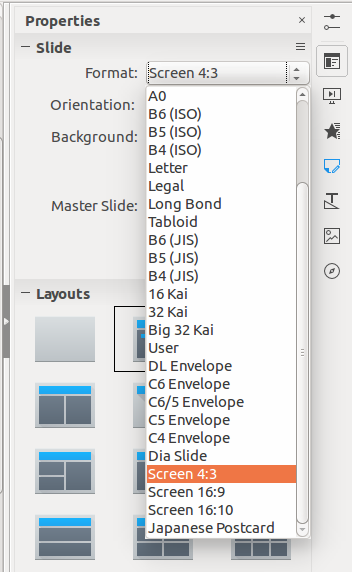 Properties
Slide
Format: Screen 4:3
A0
Orientation: B6 (ISO)
B5 (ISO)
Background: B4 (ISO)
Letter
Legal
Master Slide: Long Bond
Tabloid
B6 (JIS)
B5 (JIS)
B4 (JIS)
Layouts 16 Kai
32 Kai
Big 32 Kai
User
DL Envelope
C6 Envelope
C6/5 Envelope
C5 Envelope
C4 Envelope
Dia Slide
Screen 4:3
Screen 16:9
Screen 16:10
Japanese Postcard